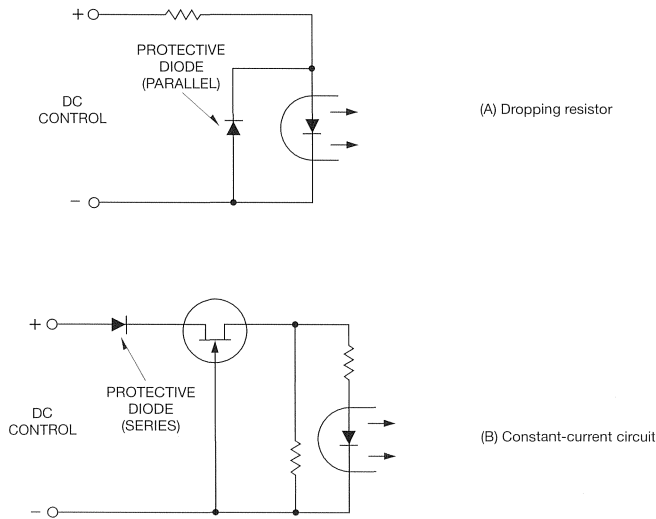 +
PROTECTIVE
DIODE
(PARALLEL)
DC
CONTROL
(A) Dropping resistor
−
+
PROTECTIVE
DIODE
(SERIES)
DC
CONTROL
(B) Constant-current circuit
−